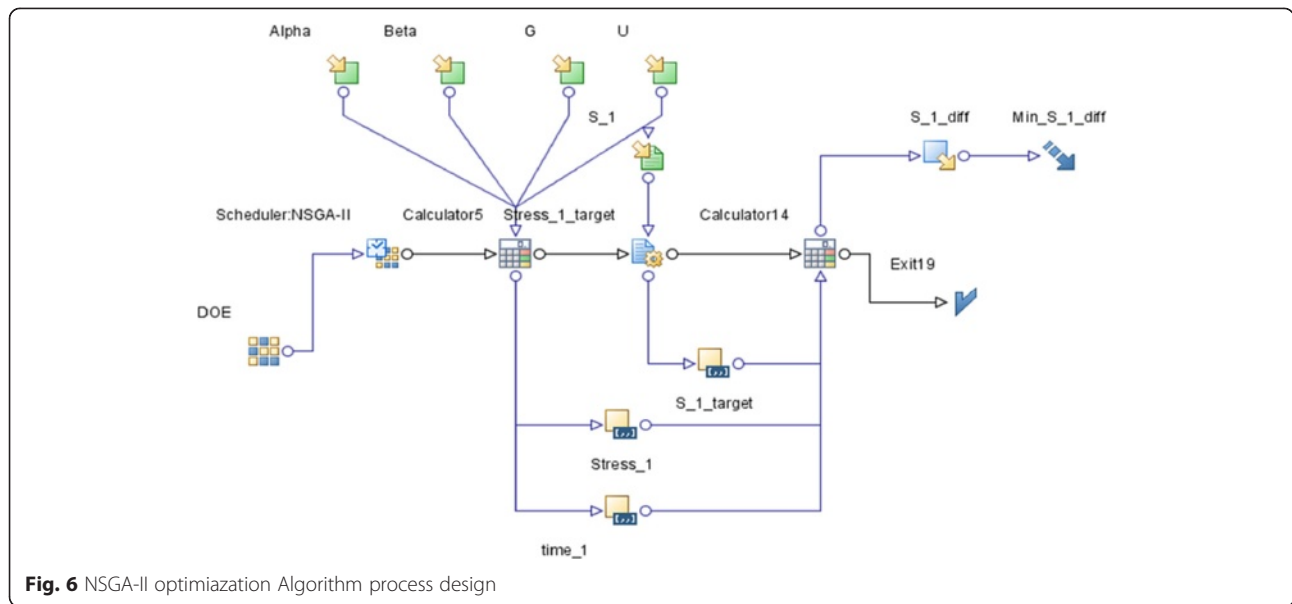 Alpha Beta G U
S_1
S_1_diff Min_S_1_diff
Scheduler:NSGA-II Calculator5 Stress_1_target Calculator14
Exit19
DOE
S_1_target
Stress_1
time_1
Fig. 6 NSGA-II optimiazation Algorithm process design